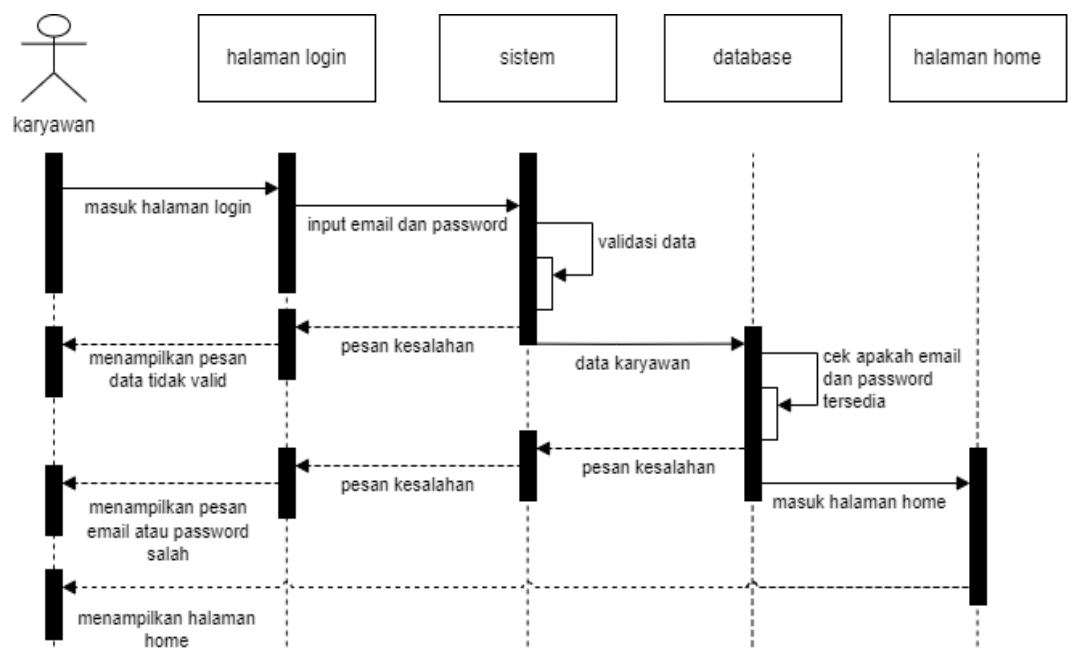 halaman login
sistem
database
halaman home
karyawan
masuk halaman login
input email dan password
validasi data
pesan kesalahan
menampilkan pesan
data tidak valid
data karyawan
cek apakah email
dan password
tersedia
pesan kesalahan
pesan kesalahan
menampilkan pesan
email atau password
salah
masuk halaman home
menampilkan halaman
home